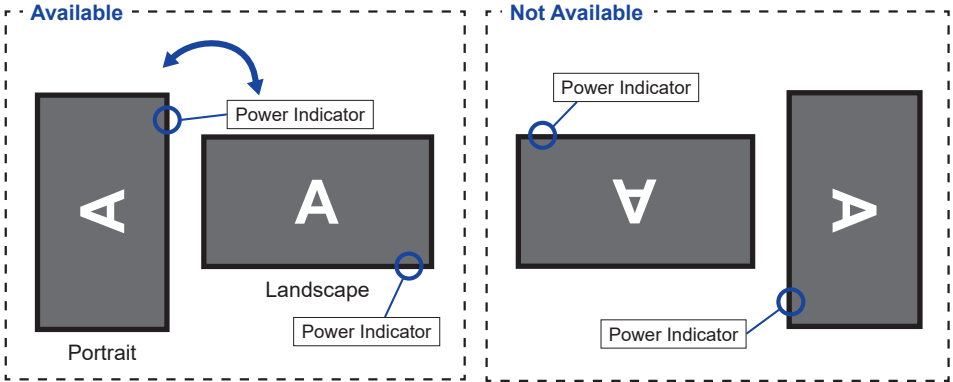 Available
Power Indicator
A
A
Landscape
Power Indicator
Portrait
Not Available
Power Indicator
A
A
Power Indicator